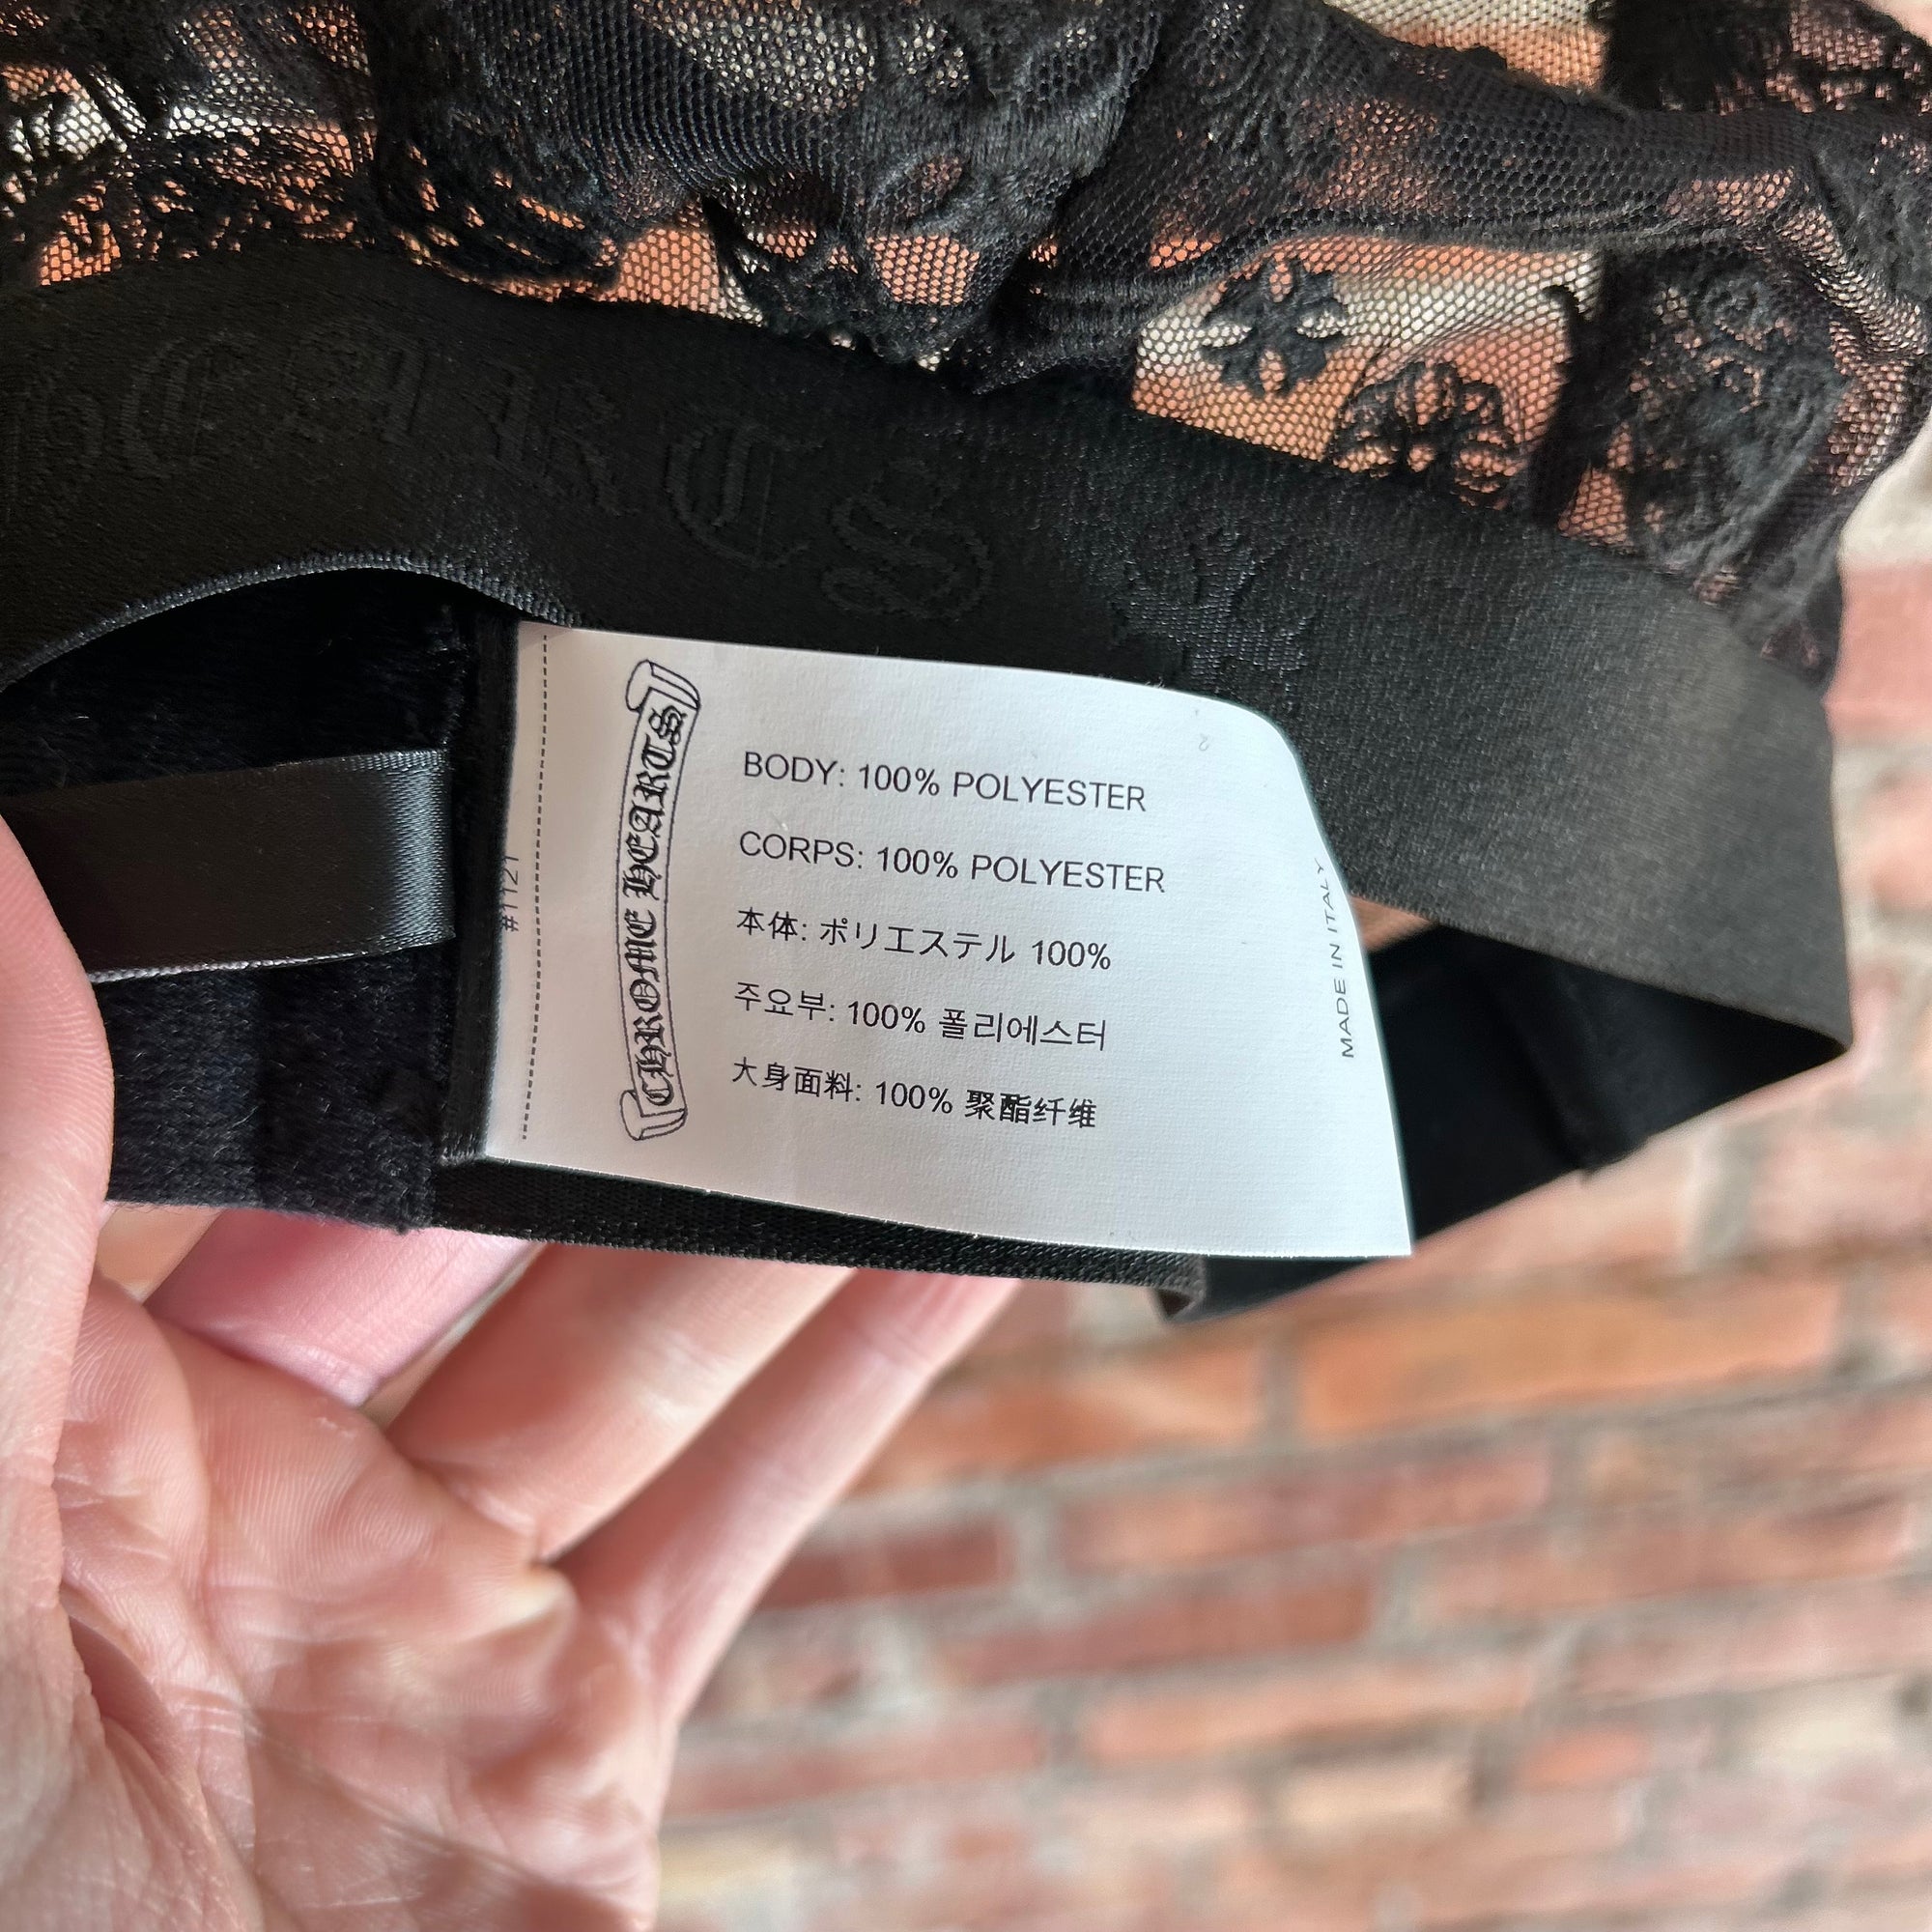 HEARTS
CHROME HEARTS
BODY: 100% POLYESTER
CORPS: 100% POLYESTER
本体: ポリエステル 100%
주요부: 100% 폴리에스터
大身面料: 100% 聚酯纤维
MADE IN ITALY
#1121
2